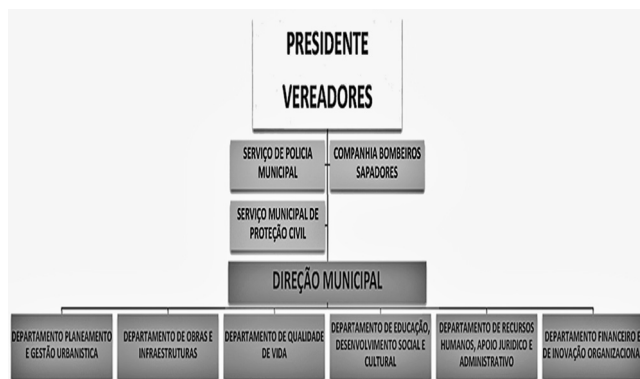 PRESIDENTE
VEREADORES
SERVIÇO DE POLICIA
MUNICIPAL
COMPANHIA BOMBEIROS
SAPADORES
SERVIÇO MUNICIPAL DE
PROTEÇÃO CIVIL
DIREÇÃO MUNICIPAL
DEPARTAMENTO PLANEAMENTO
E GESTÃO URBANISTICA
DEPARTAMENTO DE OBRAS E
INFRAESTRUTURAS
DEPARTAMENTO DE QUALIDADE
DE VIDA
DEPARTAMENTO DE EDUCAÇÃO,
DESENVOLVIMENTO SOCIAL E
CULTURAL
DEPARTAMENTO DE RECURSOS
HUMANOS, APOIO JURIDICO E
ADMINISTRATIVO
DEPARTAMENTO FINANCEIRO E
DE INOVAÇÃO ORGANIZACIONA